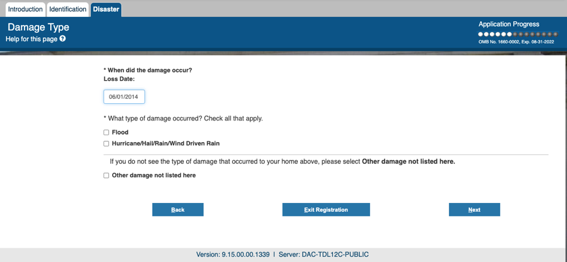 Introduction Identification Disaster
Damage Type
Help for this page ?
Application Progress
OMB No. 1660-0002, Exp. 08-31-2022
* When did the damage occur?
Loss Date:
06/01/2014
* What type of damage occurred? Check all that apply.
Flood
Hurricane/Hail/Rain/Wind Driven Rain
If you do not see the type of damage that occurred to your home above, please select Other damage not listed here.
Other damage not listed here
Back Exit Registration Next
Version: 9.15.00.00.1339 | Server: DAC-TDL12C-PUBLIC